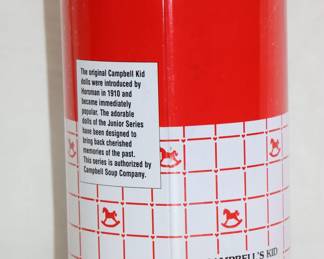 The original Campbell Kid
dolls were introduced by
Horsman in 1910 and
became immediately
popular. The adorable
dolls of the Junior Series
have been designed to
bring back cherished
memories of the past.
This series is authorized by
Campbell Soup Company.
CAMPBELL'S KID